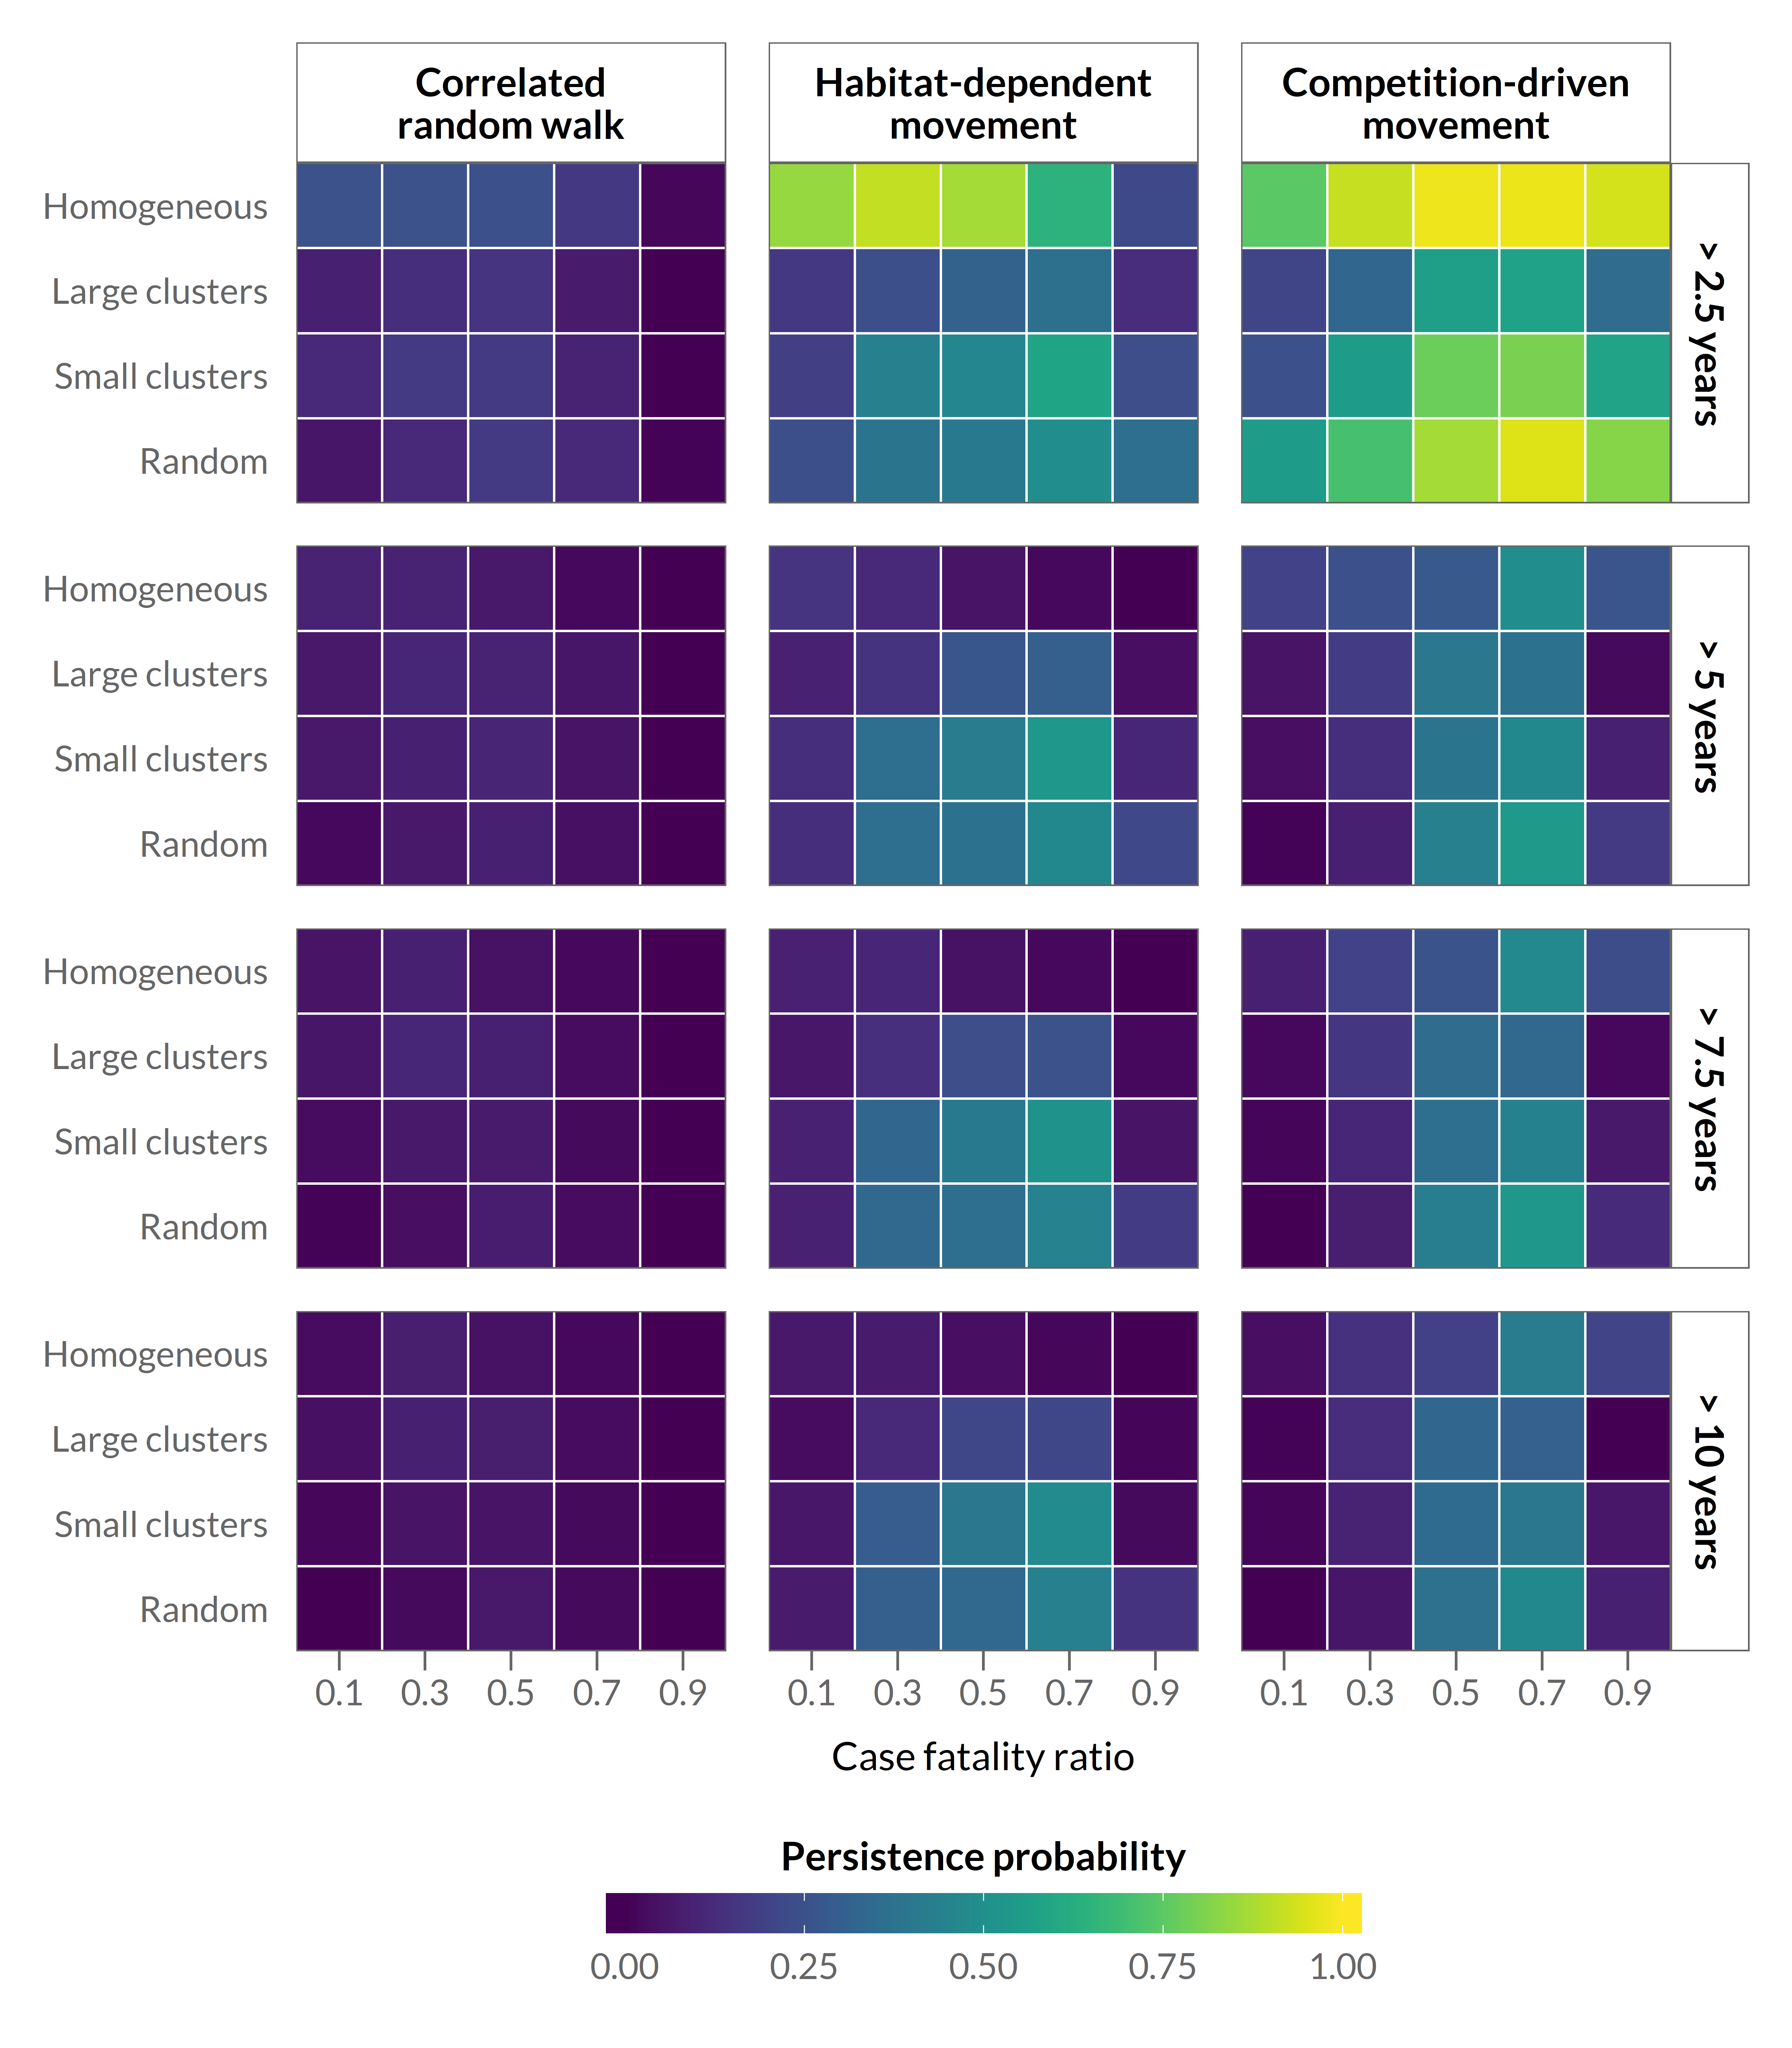 Correlated
random walk
Habitat-dependent
movement
Competition-driven
movement
Homogeneous
Large clusters
Small clusters
Random
> 2.5 years
Homogeneous
Large clusters
Small clusters
Random
> 5 years
Homogeneous
Large clusters
Small clusters
Random
> 7.5 years
Homogeneous
Large clusters
Small clusters
Random
> 10 years
0.1 0.3 0.5 0.7 0.9 0.1 0.3 0.5 0.7 0.9 0.1 0.3 0.5 0.7 0.9
Case fatality ratio
Persistence probability
0.00 0.25 0.50 0.75 1.00